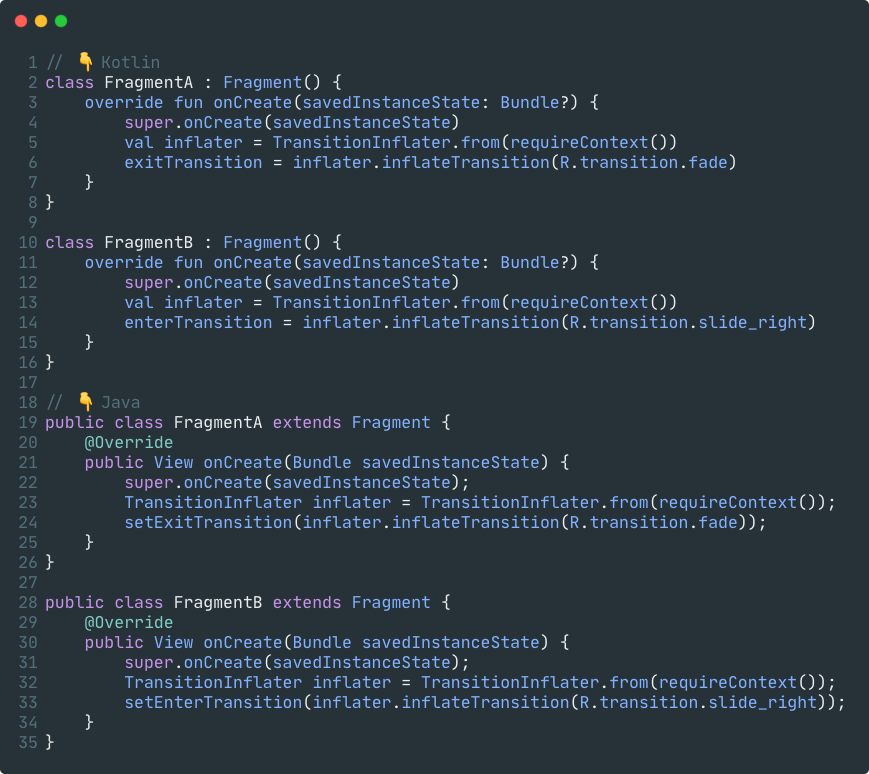 1 // 👇 Kotlin
2 class FragmentA : Fragment() {
3     override fun onCreate(savedInstanceState: Bundle?) {
4         super.onCreate(savedInstanceState)
5         val inflater = TransitionInflater.from(requireContext())
6         exitTransition = inflater.inflateTransition(R.transition.fade)
7     }
8 }
9
10 class FragmentB : Fragment() {
11     override fun onCreate(savedInstanceState: Bundle?) {
12         super.onCreate(savedInstanceState)
13         val inflater = TransitionInflater.from(requireContext())
14         enterTransition = inflater.inflateTransition(R.transition.slide_right)
15     }
16 }
17
18 // 👇 Java
19 public class FragmentA extends Fragment {
20     @Override
21     public View onCreate(Bundle savedInstanceState) {
22         super.onCreate(savedInstanceState);
23         TransitionInflater inflater = TransitionInflater.from(requireContext());
24         setExitTransition(inflater.inflateTransition(R.transition.fade));
25     }
26 }
27
28 public class FragmentB extends Fragment {
29     @Override
30     public View onCreate(Bundle savedInstanceState) {
31         super.onCreate(savedInstanceState);
32         TransitionInflater inflater = TransitionInflater.from(requireContext());
33         setEnterTransition(inflater.inflateTransition(R.transition.slide_right));
34     }
35 }